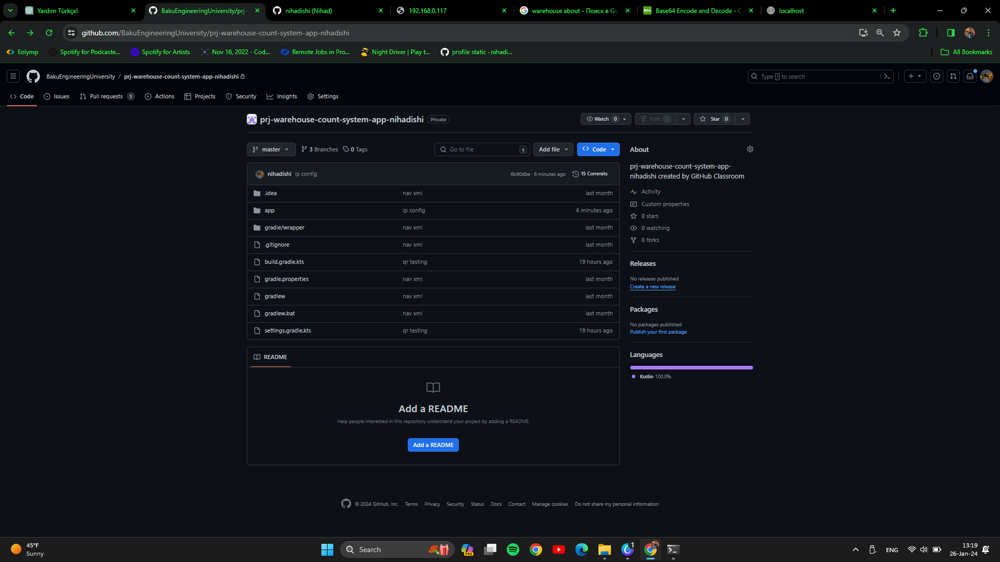 Yardım Türkçe!
BakuEngineeringUniversity/prj-
nihadishi (Nihad)
192.168.0.117
warehouse about - Поиск в Go
Base64 Encode and Decode - O
localhost
github.com/BakuEngineeringUniversity/prj-warehouse-count-system-app-nihadishi
Eolymp
Spotify for Podcaste...
Spotify for Artists
Nov 16, 2022 - Cod...
Remote Jobs in Pro...
Night Driver | Play t...
profile static · nihadi...
All Bookmarks
BakuEngineeringUniversity / prj-warehouse-count-system-app-nihadishi
Type / to search
Code
Issues
Pull requests 1
Actions
Projects
Security
Insights
Settings
prj-warehouse-count-system-app-nihadishi Private
Watch 0
Fork 0
Star 0
master
3 Branches
0 Tags
Go to file t
Add file
Code
nihadishi ip config
6b90dbe · 6 minutes ago
15 Commits
.idea nav xml last month
app ip config 6 minutes ago
gradle/wrapper nav xml last month
.gitignore nav xml last month
build.gradle.kts qr testing 19 hours ago
gradle.properties nav xml last month
gradlew nav xml last month
gradlew.bat nav xml last month
settings.gradle.kts qr testing 19 hours ago
README
Add a README
Help people interested in this repository understand your project by adding a README.
Add a README
About
prj-warehouse-count-system-app-
nihadishi created by GitHub Classroom
Activity
Custom properties
0 stars
0 watching
0 forks
Releases
No releases published
Create a new release
Packages
No packages published
Publish your first package
Languages
Kotlin 100.0%
© 2024 GitHub, Inc. Terms Privacy Security Status Docs Contact Manage cookies Do not share my personal information
45°F
Sunny
Search
PRE
1
ENG
13:19
26-Jan-24